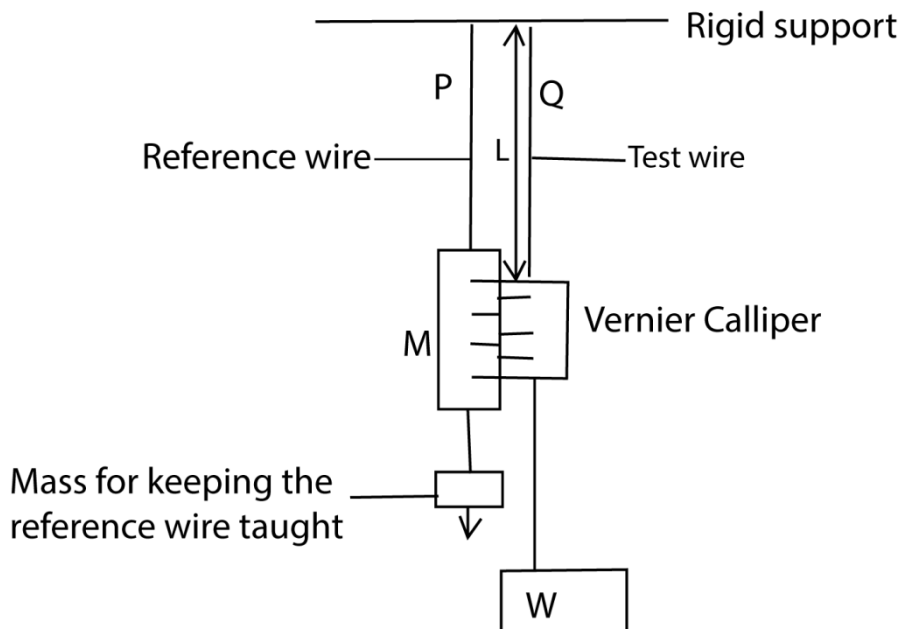 Rigid support
P
Q
Reference wire
L
Test wire
M
Vernier Calliper
Mass for keeping the
reference wire taught
W